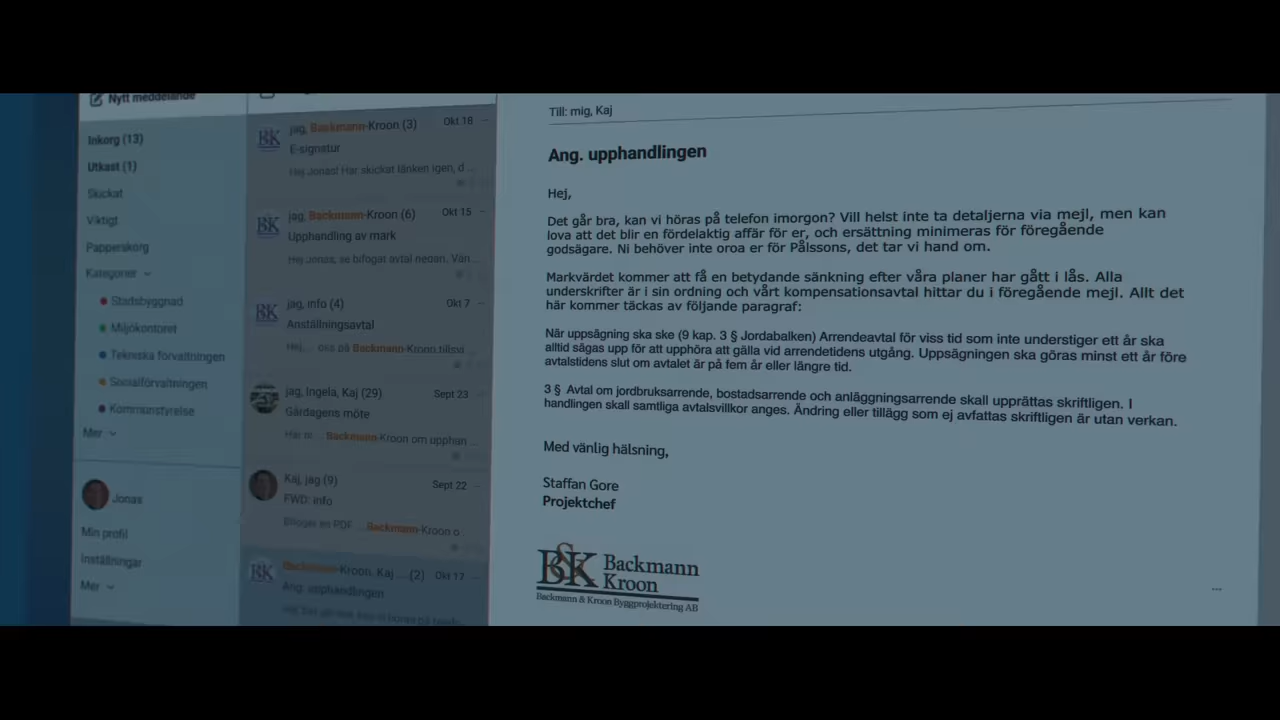 Nytt meddelande
Inkorg (13)
Utkast (1)
Skickat
Viktigt
Papperskorg
Kategorier
Stadsbyggnad
Miljökontoret
Tekniska förvaltningen
Socialförvaltningen
Kommunstyrelse
Mer
Jonas
Min profil
Inställningar
Mer
BK
jag, Backmann-Kroon (3) Okt 18
E-signatur
Hej Jonas! Har skickat länken igen, d ...
BK
jag, Backmann-Kroon (6) Okt 15
Upphandling av mark
Hej Jonas, se bifogat avtal nedan. Vän...
BK
jag, info (4) Okt 7
Anställningsavtal
Hej,... oss på Backmann-Kroon tillsvi...
jag, Ingela, Kaj (29) Sept 23
Gårdagens möte
Här nr... Backmann-Kroon om upphan...
Kaj, jag (9) Sept 22
FWD: info
Bifogar en PDF ... Backmann-Kroon o
BK
Backmann-Kroon, Kaj ... (2) Okt 17
Ang: upphandlingen
Till: mig, Kaj
Ang. upphandlingen
Hej,
Det går bra, kan vi höras på telefon imorgon? Vill helst inte ta detaljerna via mejl, men kan
lova att det blir en fördelaktig affär för er, och ersättning minimeras för föregående
godsägare. Ni behöver inte oroa er för Pålssons, det tar vi hand om.
Markvärdet kommer att få en betydande sänkning efter våra planer har gått i lås. Alla
underskrifter är i sin ordning och vårt kompensationsavtal hittar du i föregående mejl. Allt det
här kommer täckas av följande paragraf:
När uppsägning ska ske (9 kap. 3 § Jordabalken) Arrendeavtal för viss tid som inte understiger ett år ska
alltid sägas upp för att upphöra att gälla vid arrendetidens utgång. Uppsägningen ska göras minst ett år före
avtalstidens slut om avtalet är på fem år eller längre tid.
3 § Avtal om jordbruksarrende, bostadsarrende och anläggningsarrende skall upprättas skriftligen. I
handlingen skall samtliga avtalsvillkor anges. Ändring eller tillägg som ej avfattas skriftligen är utan verkan.
Med vänlig hälsning,
Staffan Gore
Projektchef
BSK Backmann
Kroon
Backmann & Kroon Byggprojektering AB
...